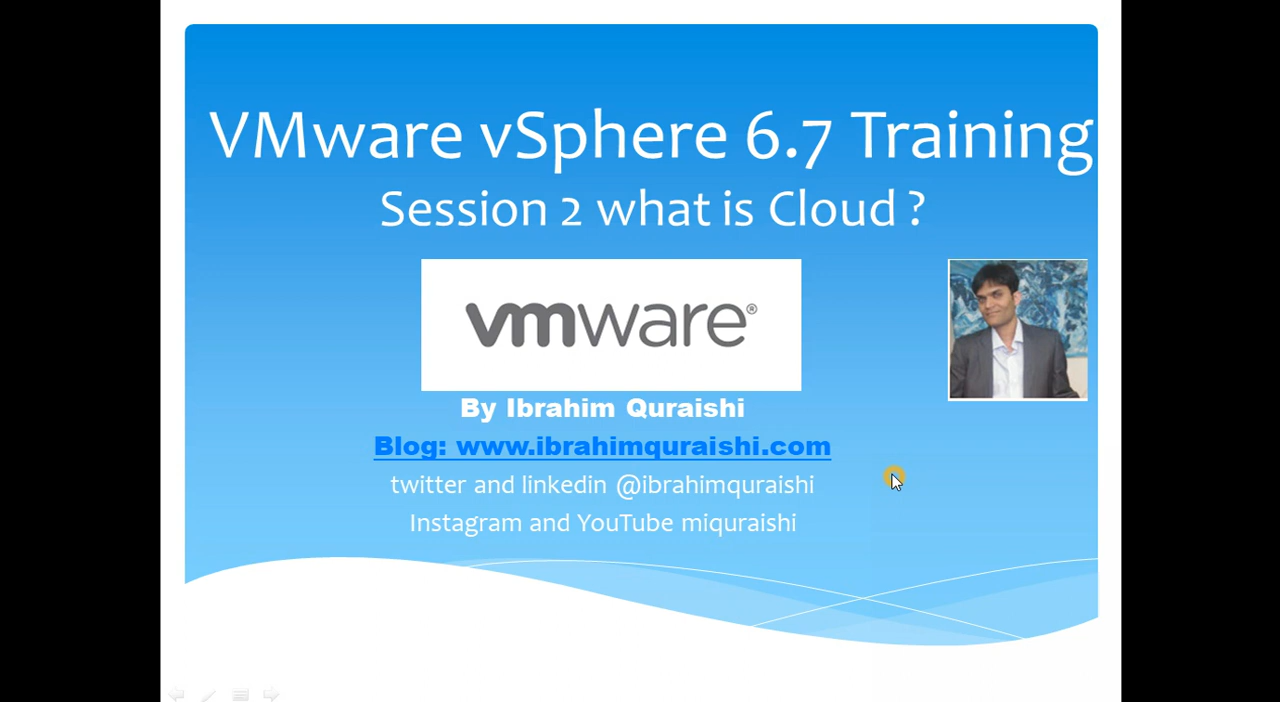 VMware vSphere 6.7 Training
Session 2 what is Cloud ?
vmware®
By Ibrahim Quraishi
Blog: www.ibrahimquraishi.com
twitter and linkedin @ibrahimquraishi
Instagram and YouTube miquraishi